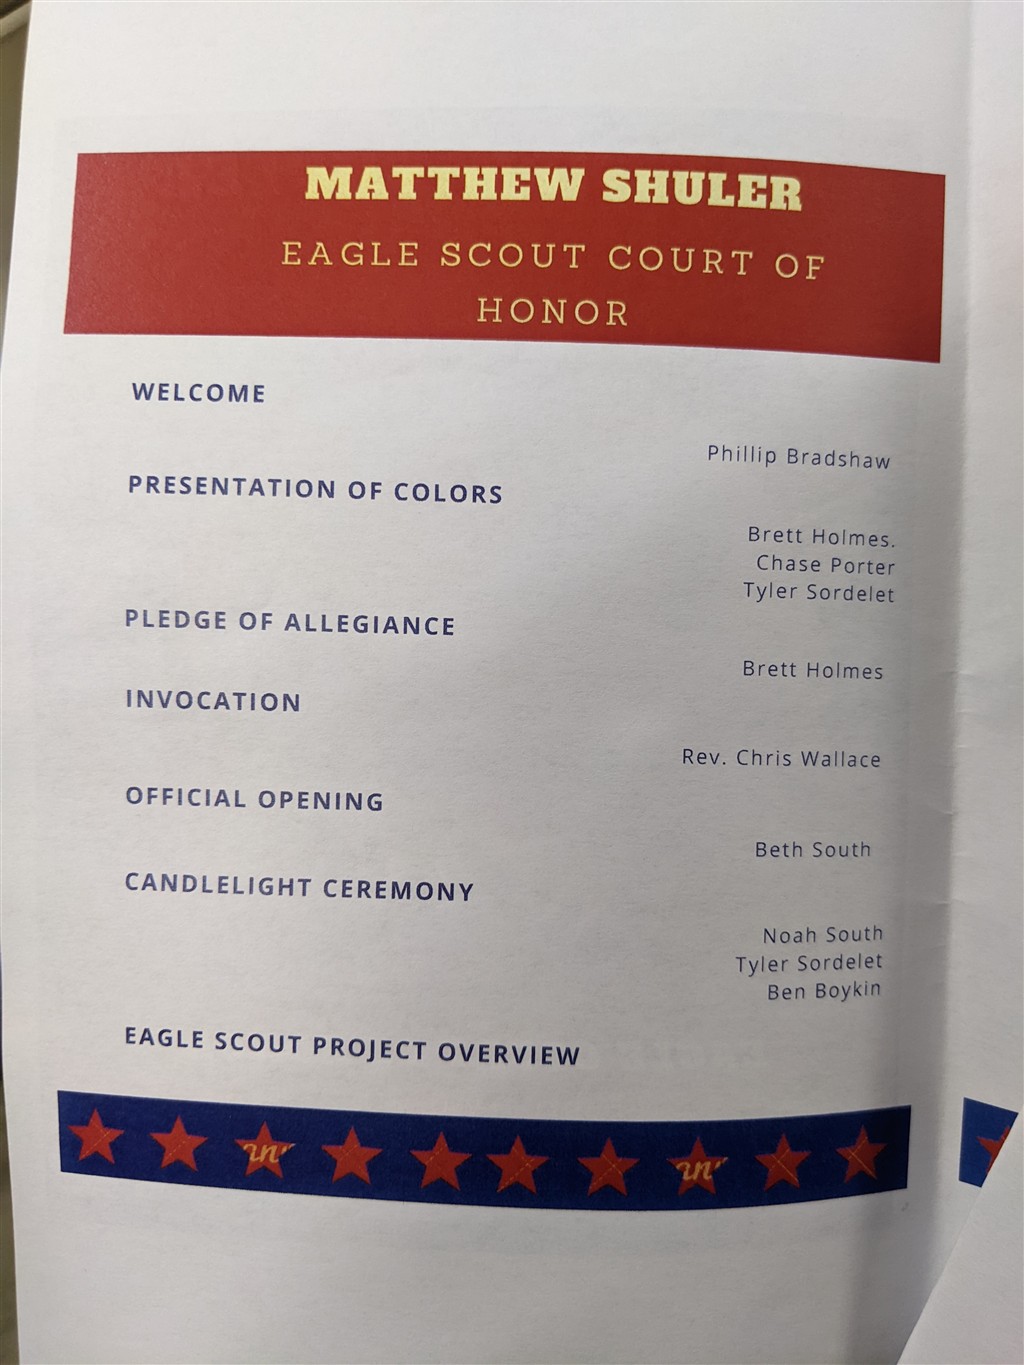 MATTHEW SHULER
EAGLE SCOUT COURT OF
HONOR
WELCOME
Phillip Bradshaw
PRESENTATION OF COLORS
Brett Holmes.
Chase Porter
Tyler Sordelet
PLEDGE OF ALLEGIANCE
Brett Holmes
INVOCATION
Rev. Chris Wallace
OFFICIAL OPENING
Beth South
CANDLELIGHT CEREMONY
Noah South
Tyler Sordelet
Ben Boykin
EAGLE SCOUT PROJECT OVERVIEW